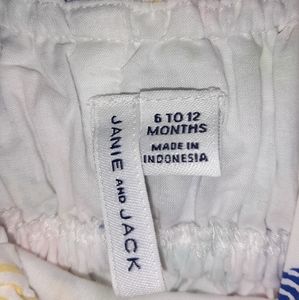 JANIE AND JACK
6 TO 12
MONTHS
MADE IN
INDONESIA